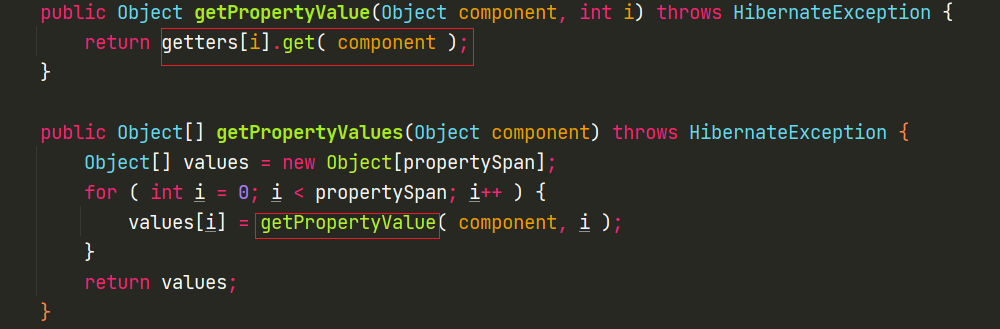 public Object getPropertyValue(Object component, int i) throws HibernateException {
    return getters[i].get( component );
}
public Object[] getPropertyValues(Object component) throws HibernateException {
    Object[] values = new Object[propertySpan];
    for ( int i = 0; i < propertySpan; i++ ) {
        values[i] = getPropertyValue( component, i );
    }
    return values;
}